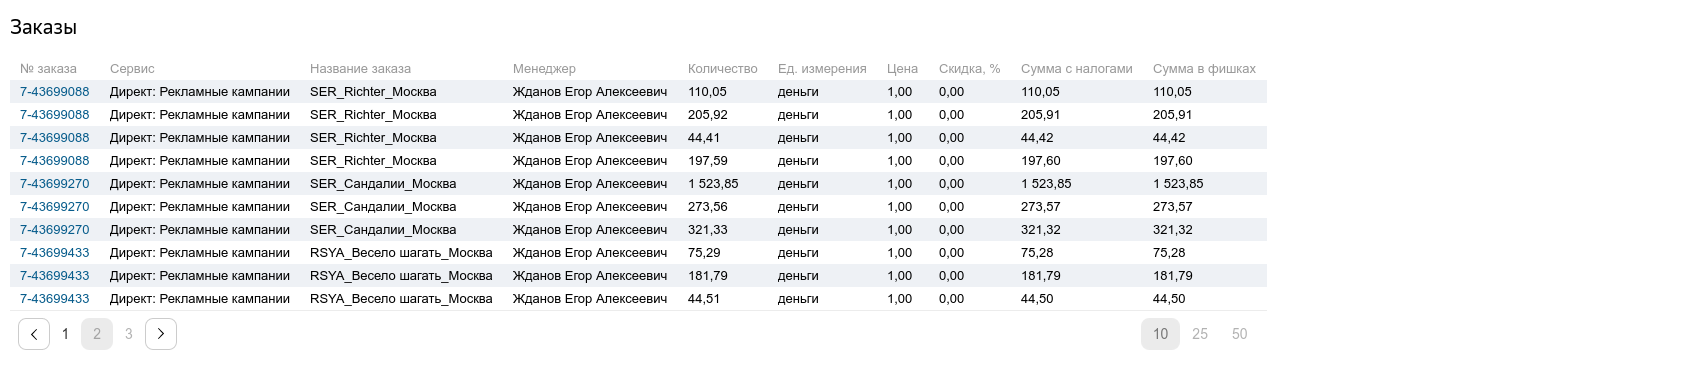 Заказы
№ заказа Сервис Название заказа Менеджер Количество Ед. измерения Цена Скидка, % Сумма с налогами Сумма в фишках
7-43699088 Директ: Рекламные кампании SER_Richter_Москва Жданов Егор Алексеевич 110,05 деньги 1,00 0,00 110,05 110,05
7-43699088 Директ: Рекламные кампании SER_Richter_Москва Жданов Егор Алексеевич 205,92 деньги 1,00 0,00 205,91 205,91
7-43699088 Директ: Рекламные кампании SER_Richter_Москва Жданов Егор Алексеевич 44,41 деньги 1,00 0,00 44,42 44,42
7-43699088 Директ: Рекламные кампании SER_Richter_Москва Жданов Егор Алексеевич 197,59 деньги 1,00 0,00 197,60 197,60
7-43699270 Директ: Рекламные кампании SER_Сандалии_Москва Жданов Егор Алексеевич 1 523,85 деньги 1,00 0,00 1 523,85 1 523,85
7-43699270 Директ: Рекламные кампании SER_Сандалии_Москва Жданов Егор Алексеевич 273,56 деньги 1,00 0,00 273,57 273,57
7-43699270 Директ: Рекламные кампании SER_Сандалии_Москва Жданов Егор Алексеевич 321,33 деньги 1,00 0,00 321,32 321,32
7-43699433 Директ: Рекламные кампании RSYA_Весело шагать_Москва Жданов Егор Алексеевич 75,29 деньги 1,00 0,00 75,28 75,28
7-43699433 Директ: Рекламные кампании RSYA_Весело шагать_Москва Жданов Егор Алексеевич 181,79 деньги 1,00 0,00 181,79 181,79
7-43699433 Директ: Рекламные кампании RSYA_Весело шагать_Москва Жданов Егор Алексеевич 44,51 деньги 1,00 0,00 44,50 44,50
1 2 3 10 25 50